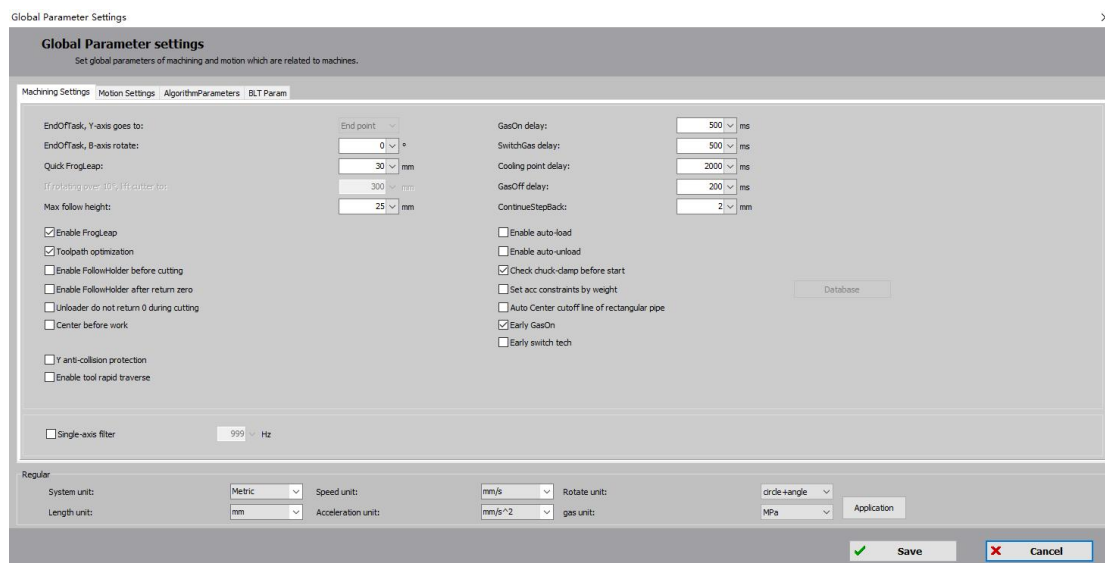 Global Parameter Settings
Global Parameter settings
Set global parameters of machining and motion which are related to machines.
Machining Settings Motion Settings AlgorithmParameters BLT Param
EndOfTask, Y-axis goes to: End point GasOn delay: 500 ms
EndOfTask, B-axis rotate: 0 ° SwitchGas delay: 500 ms
Quick FrogLeap: 30 mm Cooling point delay: 2000 ms
If rotating over 10°, lift cutter to: 300 mm GasOff delay: 200 ms
Max follow height: 25 mm ContinueStepBack: 2 mm
Enable FrogLeap Enable auto-load
Toolpath optimization Enable auto-unload
Enable FollowHolder before cutting Check chuck-clamp before start
Enable FollowHolder after return zero Set acc constraints by weight Database
Unloader do not return 0 during cutting Auto Center cutoff line of rectangular pipe
Center before work Early GasOn
Early switch tech
Y anti-collision protection
Enable tool rapid traverse
Single-axis filter 999 Hz
Regular
System unit: Metric Speed unit: mm/s Rotate unit: circle+angle
Length unit: mm Acceleration unit: mm/s^2 gas unit: MPa Application
Save Cancel